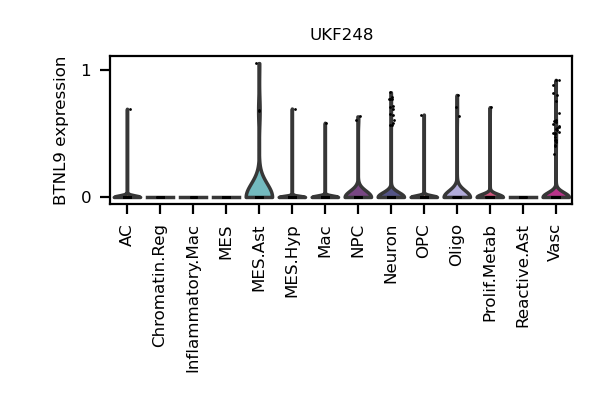 UKF248
BTNL9 expression
1
0
AC
Chromatin.Reg
Inflammatory.Mac
MES
MES.Ast
MES.Hyp
Mac
NPC
Neuron
OPC
Oligo
Prolif.Metab
Reactive.Ast
Vasc